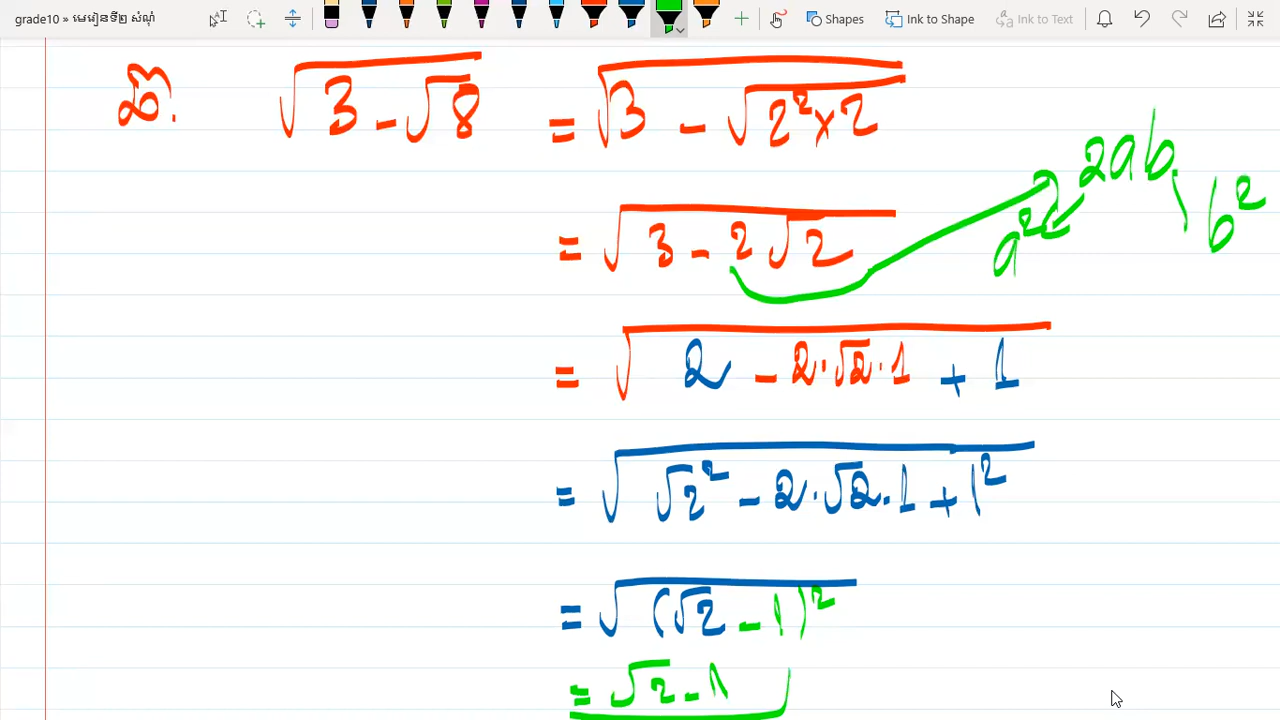 grade10 » មេរៀនទី២ សំណុំ
Shapes
Ink to Shape
Ink to Text
√(3 - √8) = √(3 - √(2² × 2))
= √(3 - 2√2)
a² 2ab b²
= √(2 - 2·√2·1 + 1)
= √(√2² - 2·√2·1 + 1²)
= √((√2 - 1)²)
= √2 - 1